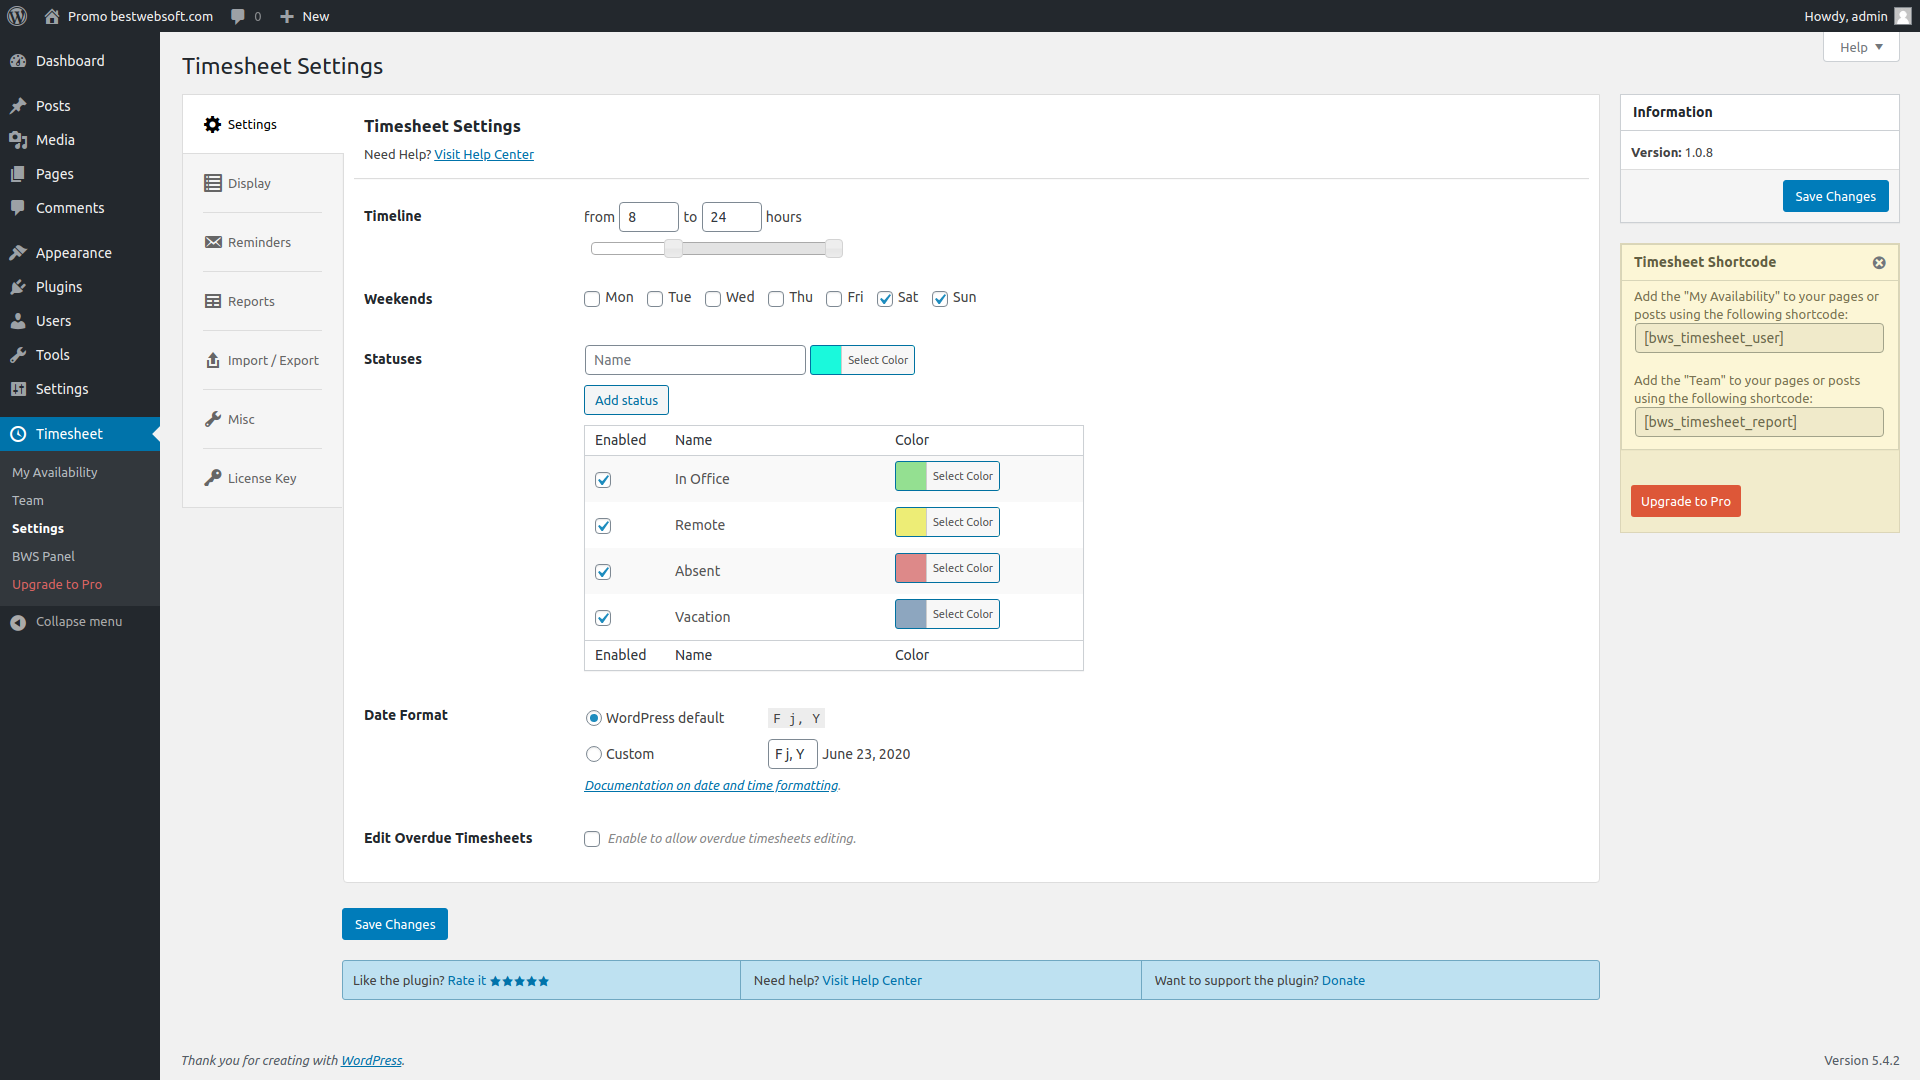 Promo bestwebsoft.com
0
New
Howdy, admin
Help
Dashboard
Posts
Media
Pages
Comments
Appearance
Plugins
Users
Tools
Settings
Timesheet
My Availability
Team
Settings
BWS Panel
Upgrade to Pro
Collapse menu
Timesheet Settings
Settings
Display
Reminders
Reports
Import / Export
Misc
License Key
Timesheet Settings
Need Help? Visit Help Center
Timeline
from 8 to 24 hours
Weekends
Mon Tue Wed Thu Fri Sat Sun
Statuses
Name Select Color
Add status
Enabled Name Color
In Office Select Color
Remote Select Color
Absent Select Color
Vacation Select Color
Enabled Name Color
Date Format
WordPress default F j, Y
Custom F j, Y June 23, 2020
Documentation on date and time formatting.
Edit Overdue Timesheets
Enable to allow overdue timesheets editing.
Save Changes
Like the plugin? Rate it
Need help? Visit Help Center
Want to support the plugin? Donate
Information
Version: 1.0.8
Save Changes
Timesheet Shortcode
Add the "My Availability" to your pages or
posts using the following shortcode:
[bws_timesheet_user]
Add the "Team" to your pages or posts
using the following shortcode:
[bws_timesheet_report]
Upgrade to Pro
Thank you for creating with WordPress.
Version 5.4.2